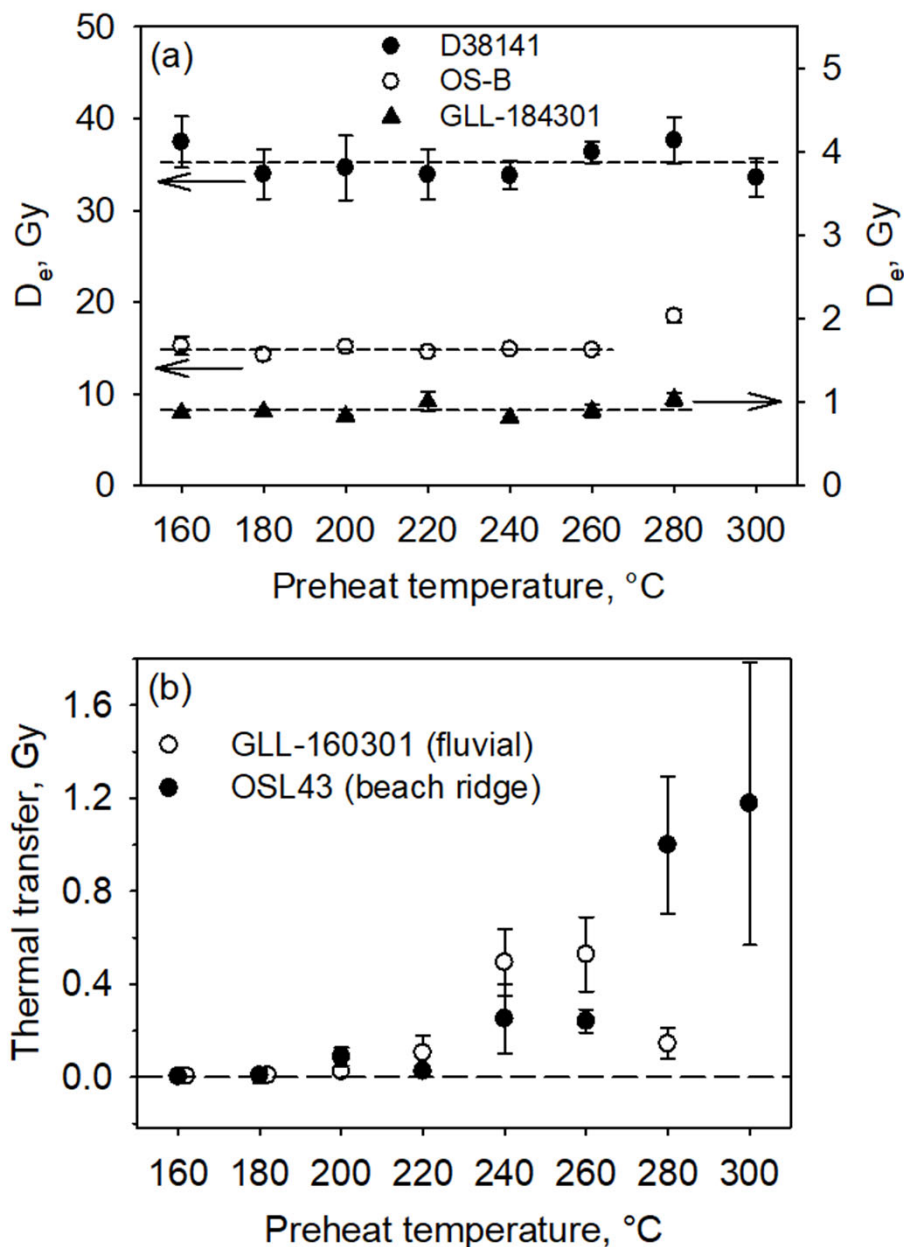 (a)
D38141
OS-B
GLL-184301
50
40
30
20
10
0
5
4
3
2
1
0
De, Gy
De, Gy
160 180 200 220 240 260 280 300
Preheat temperature, °C
(b)
GLL-160301 (fluvial)
OSL43 (beach ridge)
1.6
1.2
0.8
0.4
0.0
Thermal transfer, Gy
160 180 200 220 240 260 280 300
Preheat temperature, °C